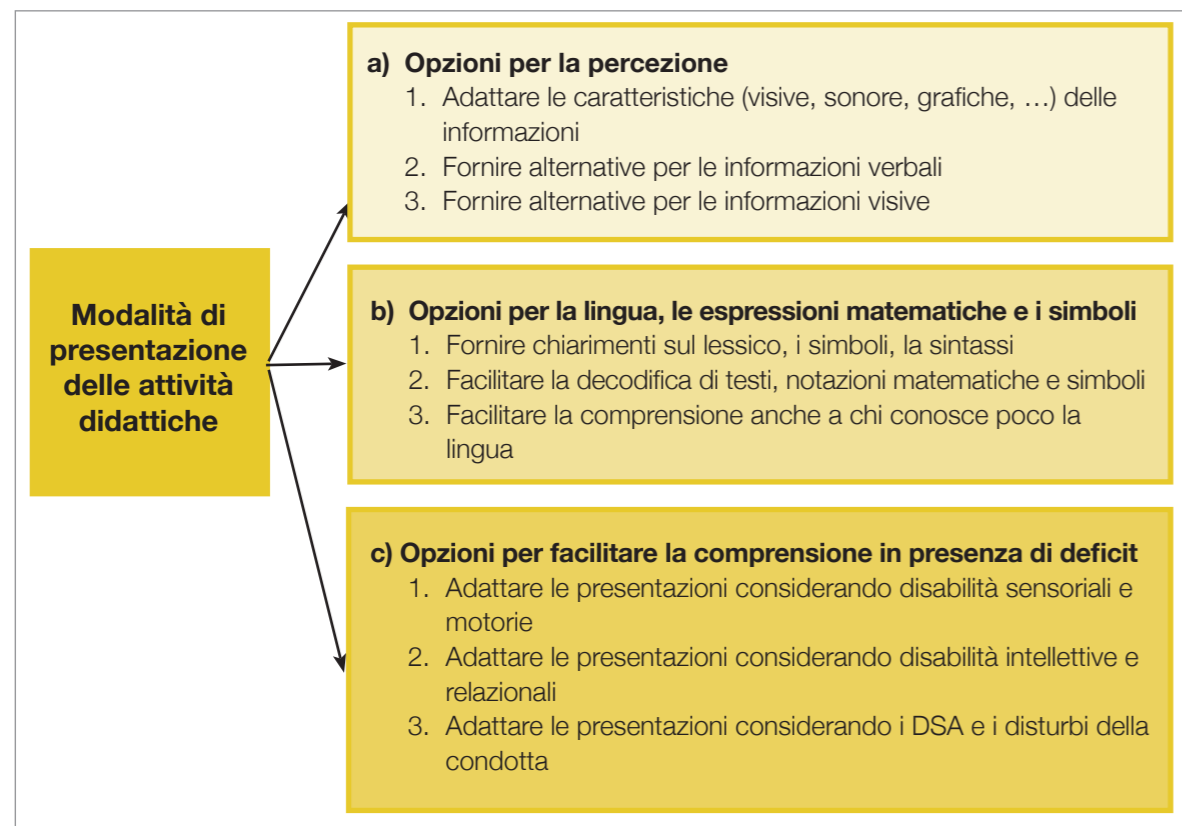 Modalità di
presentazione
delle attività
didattiche
a) Opzioni per la percezione
1. Adattare le caratteristiche (visive, sonore, grafiche, …) delle
informazioni
2. Fornire alternative per le informazioni verbali
3. Fornire alternative per le informazioni visive
b) Opzioni per la lingua, le espressioni matematiche e i simboli
1. Fornire chiarimenti sul lessico, i simboli, la sintassi
2. Facilitare la decodifica di testi, notazioni matematiche e simboli
3. Facilitare la comprensione anche a chi conosce poco la
lingua
c) Opzioni per facilitare la comprensione in presenza di deficit
1. Adattare le presentazioni considerando disabilità sensoriali e
motorie
2. Adattare le presentazioni considerando disabilità intellettive e
relazionali
3. Adattare le presentazioni considerando i DSA e i disturbi della
condotta